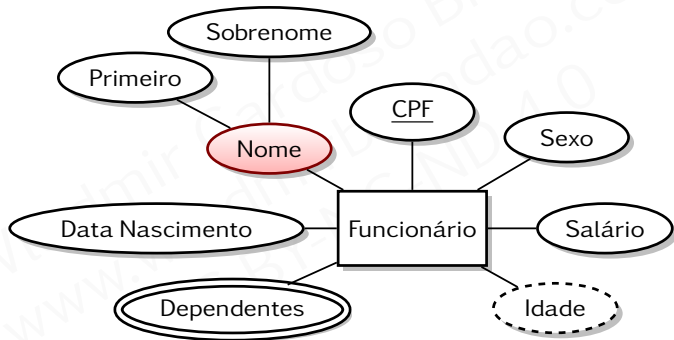 Sobrenome
Primeiro
CPF
Nome
Sexo
Data Nascimento
Funcionário
Salário
Dependentes
Idade